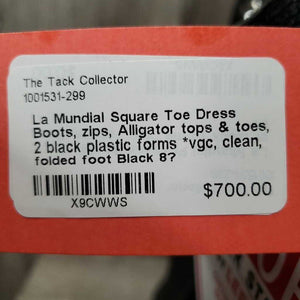 The Tack Collector
1001531-299
La Mundial Square Toe Dress
Boots, zips, Alligator tops & toes,
2 black plastic forms *vgc, clean,
folded foot Black 8?
$700.00
X9CWWS